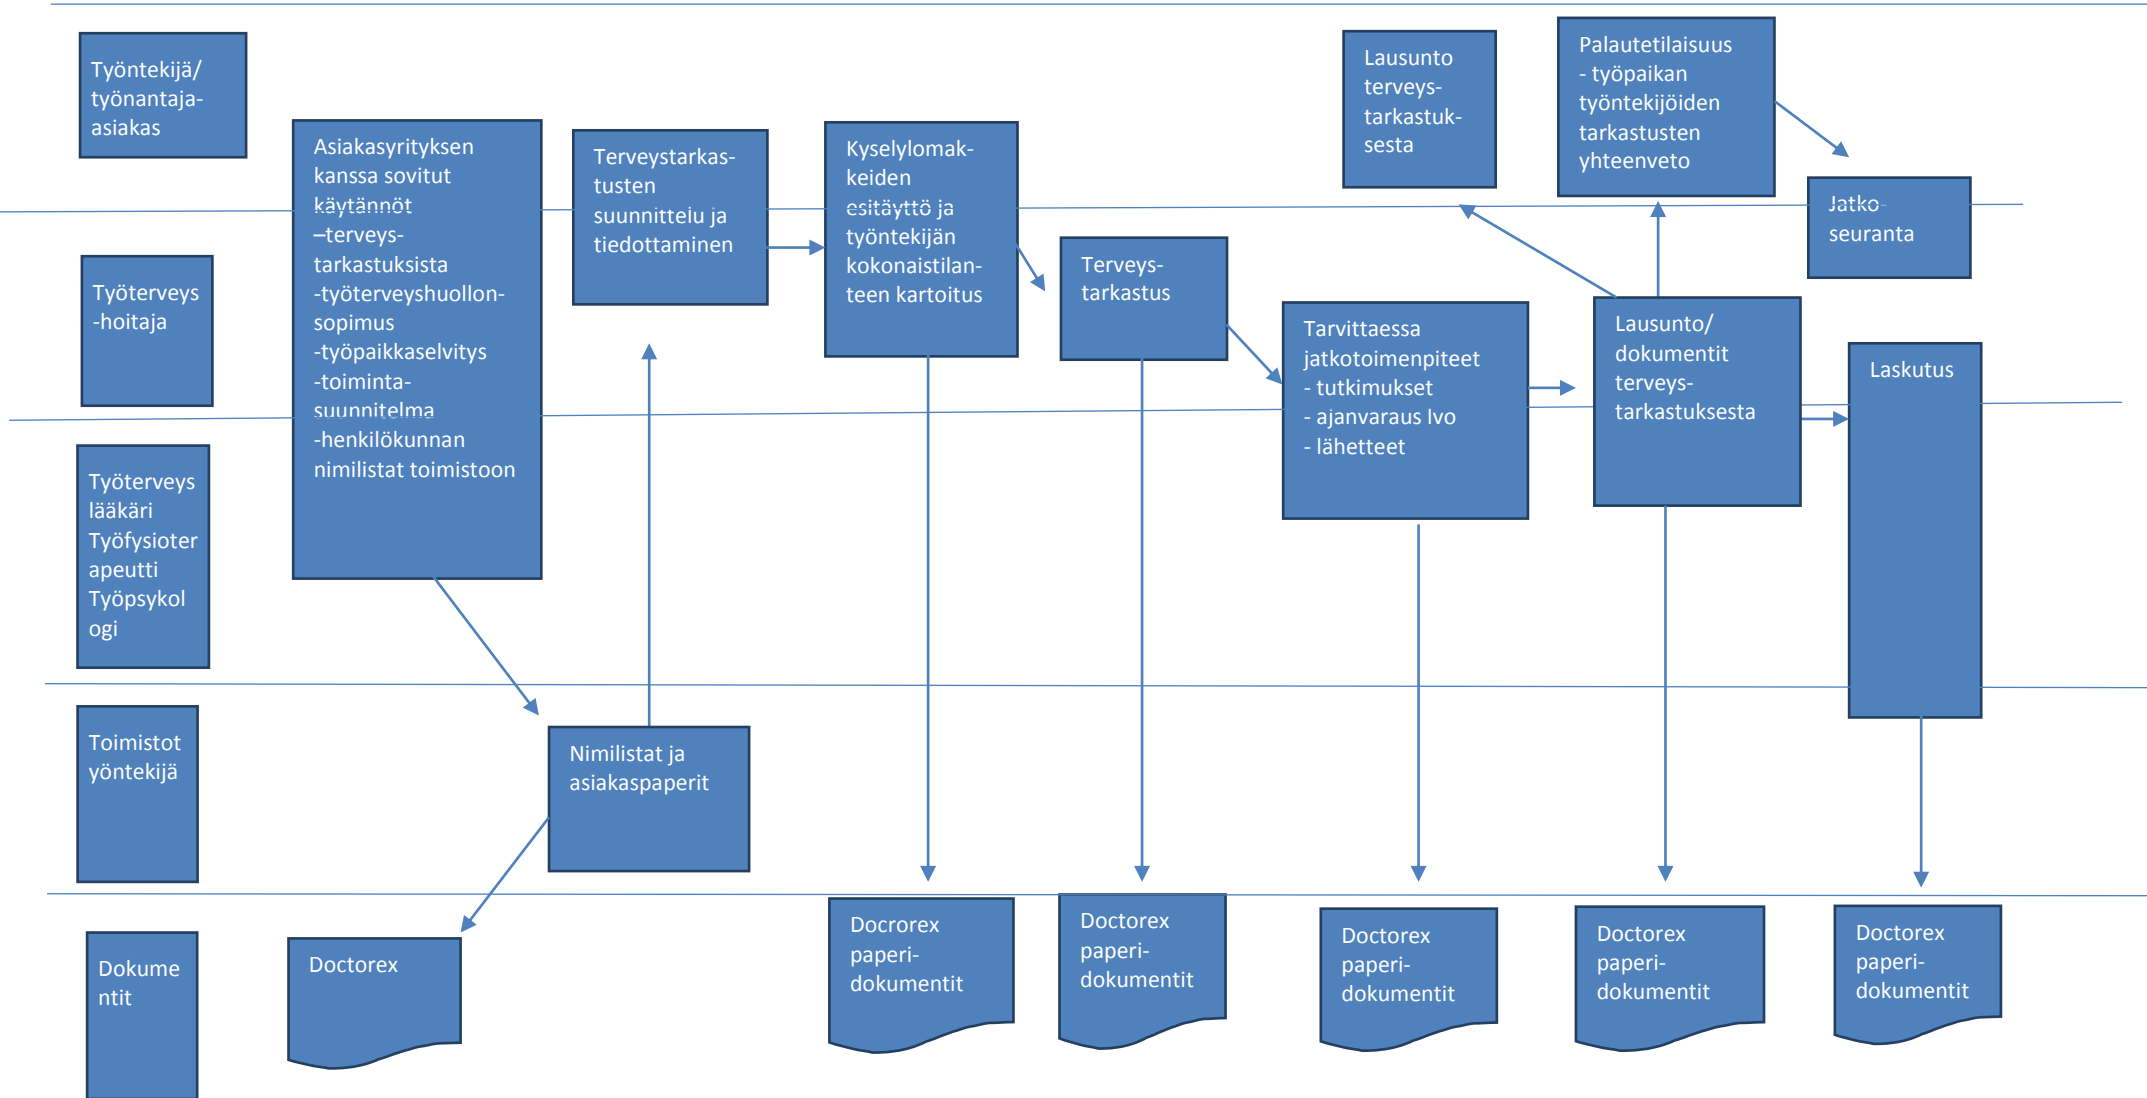 Työntekijä/
työnantaja-
asiakas
Työterveys
-hoitaja
Työterveys
lääkäri
Työfysioter
apeutti
Työpsykol
ogi
Toimistot
yöntekijä
Dokume
ntit
Asiakasyrityksen
kanssa sovitut
käytännöt
–terveys-
tarkastuksista
-työterveyshuollon-
sopimus
-työpaikkaselvitys
-toiminta-
suunnitelma
-henkilökunnan
nimilistat toimistoon
Nimilistat ja
asiakaspaperit
Doctorex
Terveystarkas-
tusten
suunnittelu ja
tiedottaminen
Kyselylomak-
keiden
esitäyttö ja
työntekijän
kokonaistilan-
teen kartoitus
Docrorex
paperi-
dokumentit
Terveys-
tarkastus
Doctorex
paperi-
dokumentit
Tarvittaessa
jatkotoimenpiteet
- tutkimukset
- ajanvaraus lvo
- lähetteet
Doctorex
paperi-
dokumentit
Lausunto
terveys-
tarkastuk-
sesta
Palautetilaisuus
- työpaikan
työntekijöiden
tarkastusten
yhteenveto
Lausunto/
dokumentit
terveys-
tarkastuksesta
Doctorex
paperi-
dokumentit
Jatko-
seuranta
Laskutus
Doctorex
paperi-
dokumentit